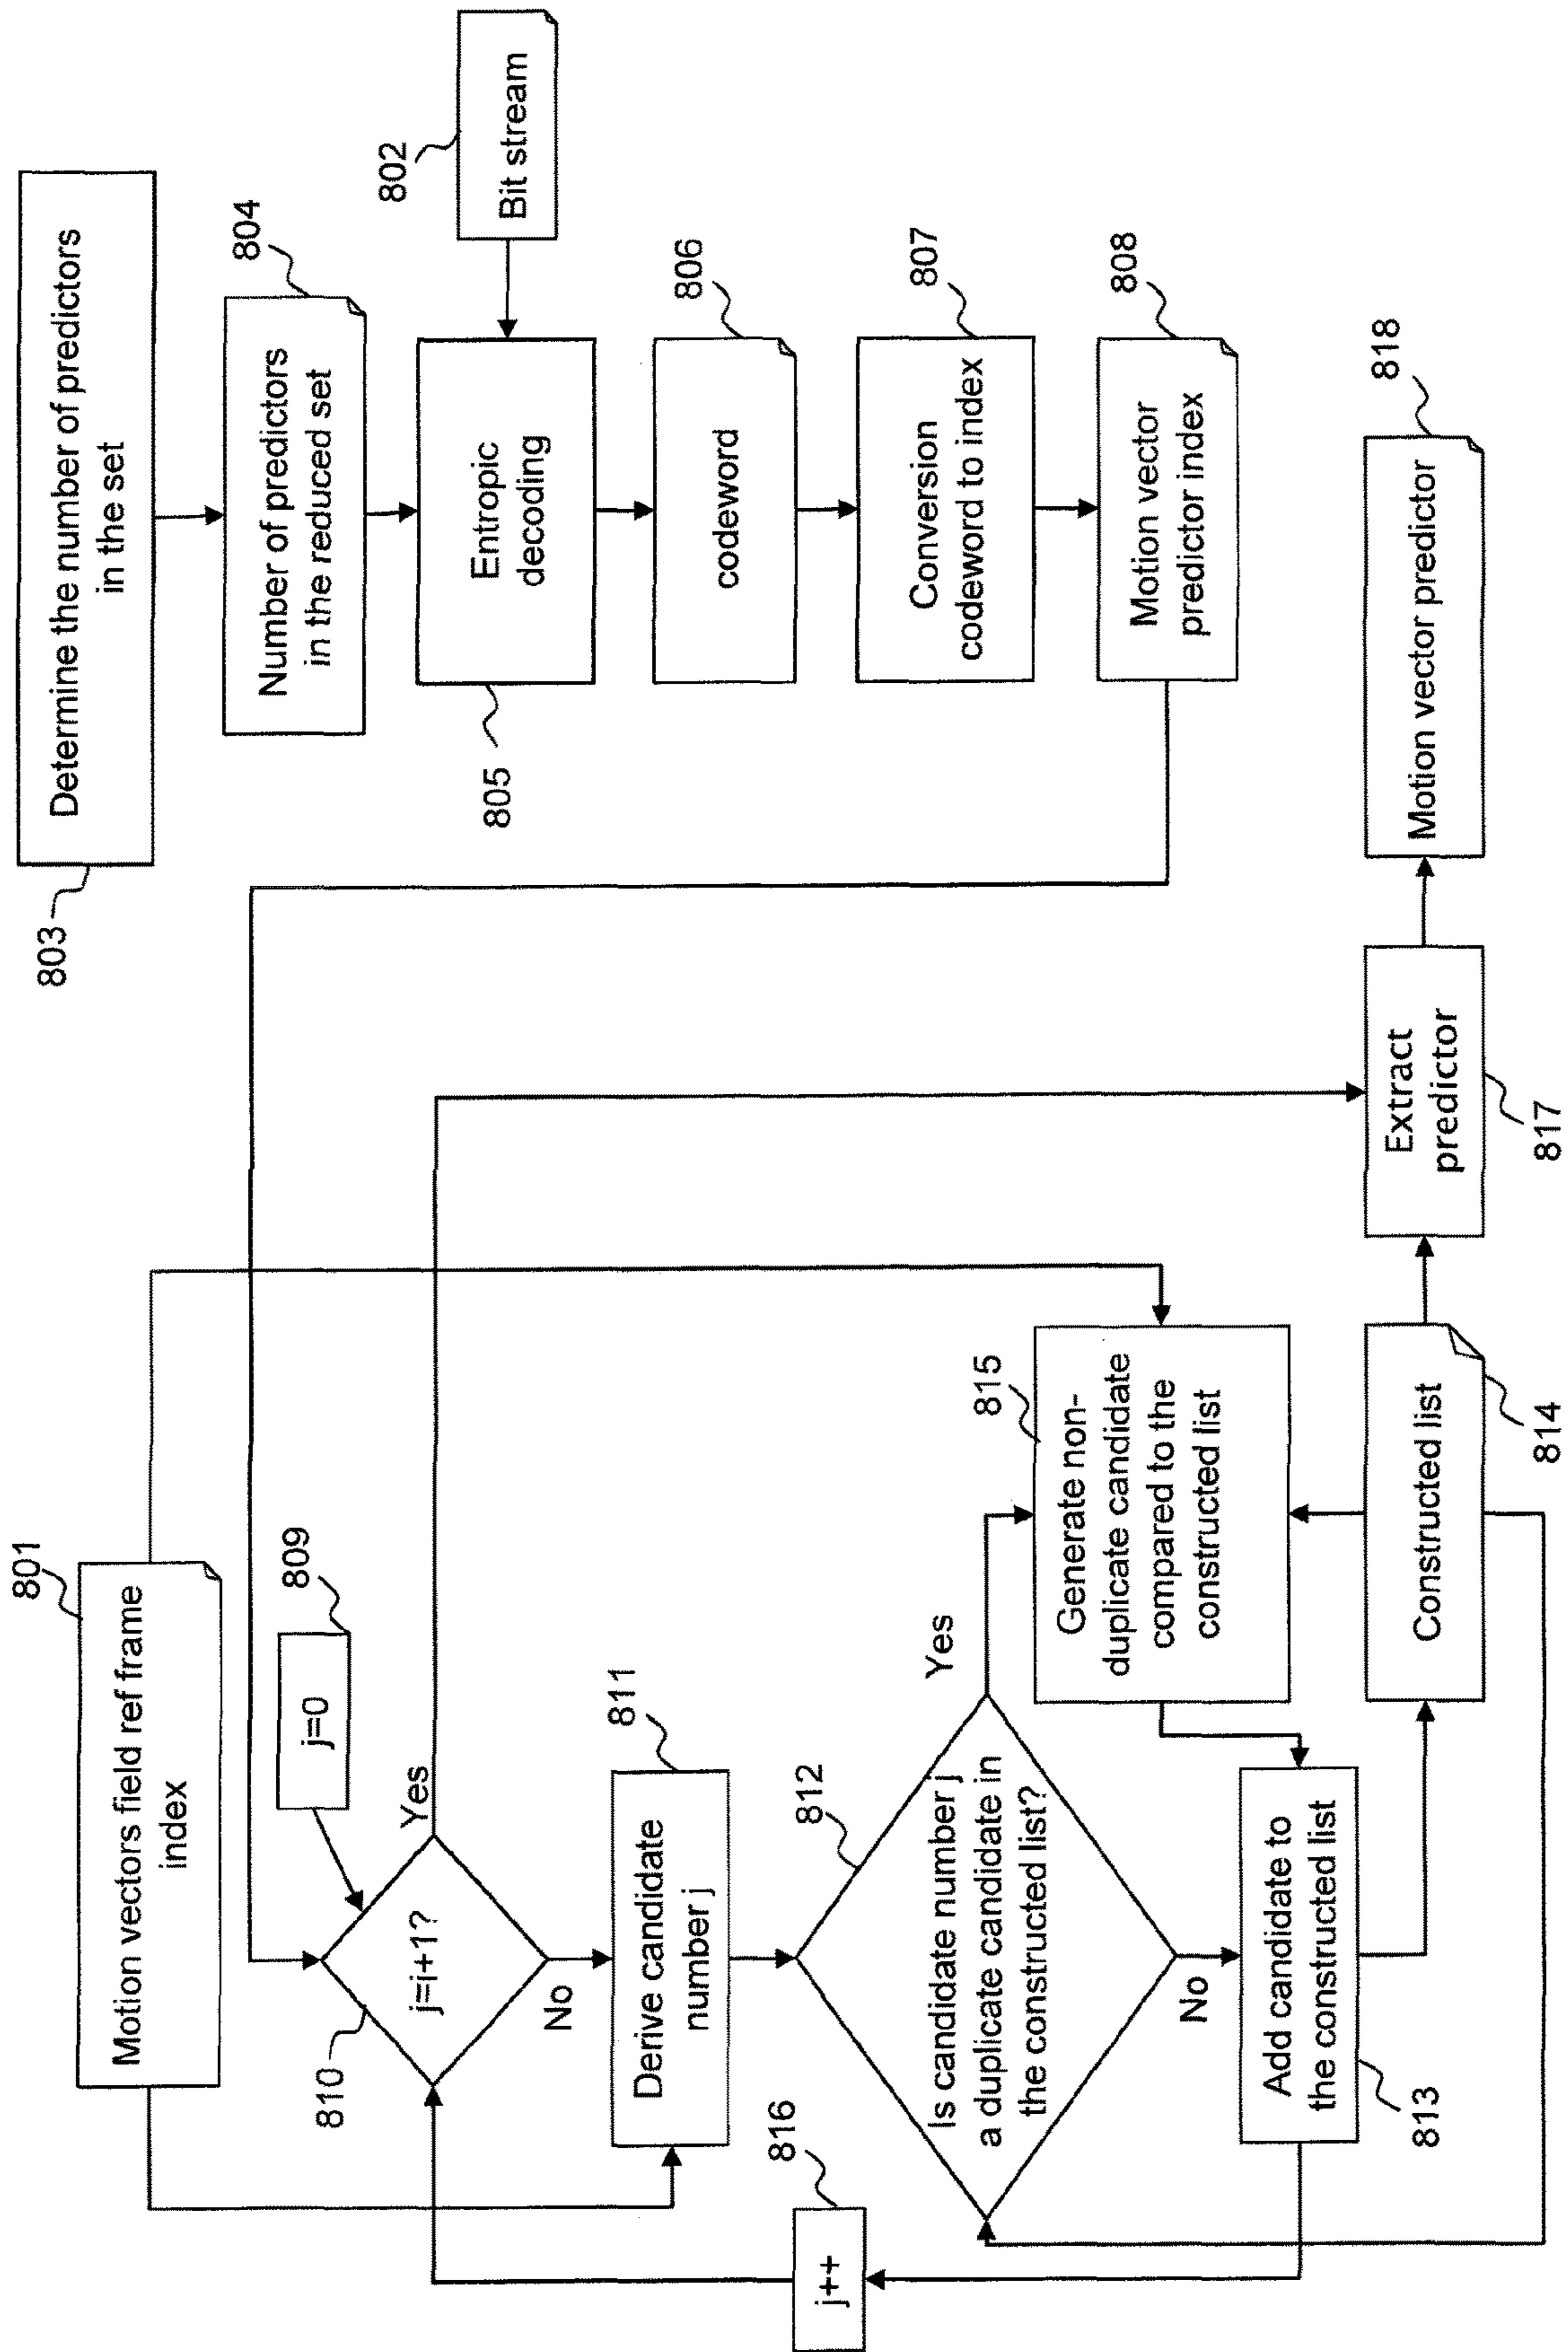 801
Motion vectors field ref frame
index
803
Determine the number of predictors
in the set
804
Number of predictors
in the reduced set
802
Bit stream
805
Entropic
decoding
806
codeword
807
Conversion
codeword to index
808
Motion vector
predictor index
809
j=0
810
j=i+1?
Yes
No
811
Derive candidate
number j
812
Is candidate number j
a duplicate candidate in
the constructed list?
Yes
No
815
Generate non-
duplicate candidate
compared to the
constructed list
816
j++
813
Add candidate to
the constructed list
814
Constructed list
817
Extract
predictor
818
Motion vector predictor